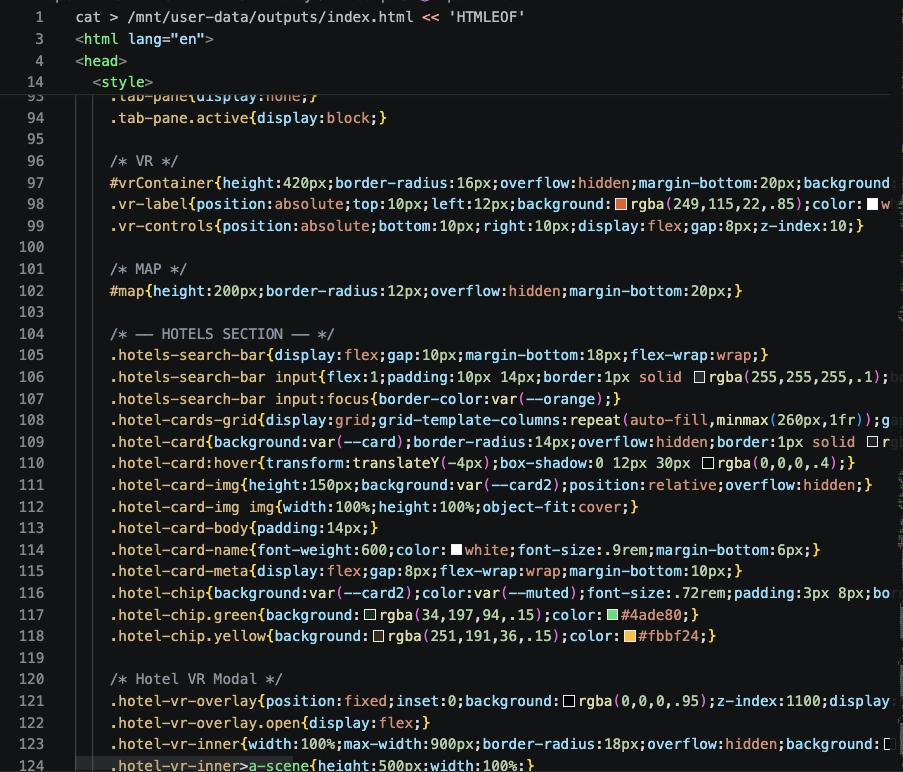 1 cat > /mnt/user-data/outputs/index.html << 'HTMLEOF'
3 <html lang="en">
4 <head>
14 <style>
93 .tab-pane{display:none;}
94 .tab-pane.active{display:block;}
95
96 /* VR */
97 #vrContainer{height:420px;border-radius:16px;overflow:hidden;margin-bottom:20px;background
98 .vr-label{position:absolute;top:10px;left:12px;background:rgba(249,115,22,.85);color:w
99 .vr-controls{position:absolute;bottom:10px;right:10px;display:flex;gap:8px;z-index:10;}
100
101 /* MAP */
102 #map{height:200px;border-radius:12px;overflow:hidden;margin-bottom:20px;}
103
104 /* —— HOTELS SECTION —— */
105 .hotels-search-bar{display:flex;gap:10px;margin-bottom:18px;flex-wrap:wrap;}
106 .hotels-search-bar input{flex:1;padding:10px 14px;border:1px solid rgba(255,255,255,.1);
107 .hotels-search-bar input:focus{border-color:var(--orange);}
108 .hotel-cards-grid{display:grid;grid-template-columns:repeat(auto-fill,minmax(260px,1fr));g
109 .hotel-card{background:var(--card);border-radius:14px;overflow:hidden;border:1px solid r
110 .hotel-card:hover{transform:translateY(-4px);box-shadow:0 12px 30px rgba(0,0,0,.4);}
111 .hotel-card-img{height:150px;background:var(--card2);position:relative;overflow:hidden;}
112 .hotel-card-img img{width:100%;height:100%;object-fit:cover;}
113 .hotel-card-body{padding:14px;}
114 .hotel-card-name{font-weight:600;color:white;font-size:.9rem;margin-bottom:6px;}
115 .hotel-card-meta{display:flex;gap:8px;flex-wrap:wrap;margin-bottom:10px;}
116 .hotel-chip{background:var(--card2);color:var(--muted);font-size:.72rem;padding:3px 8px;bo
117 .hotel-chip.green{background:rgba(34,197,94,.15);color:#4ade80;}
118 .hotel-chip.yellow{background:rgba(251,191,36,.15);color:#fbbf24;}
119
120 /* Hotel VR Modal */
121 .hotel-vr-overlay{position:fixed;inset:0;background:rgba(0,0,0,.95);z-index:1100;display
122 .hotel-vr-overlay.open{display:flex;}
123 .hotel-vr-inner{width:100%;max-width:900px;border-radius:18px;overflow:hidden;background:
124 .hotel-vr-inner>a-scene{height:500px;width:100%;}